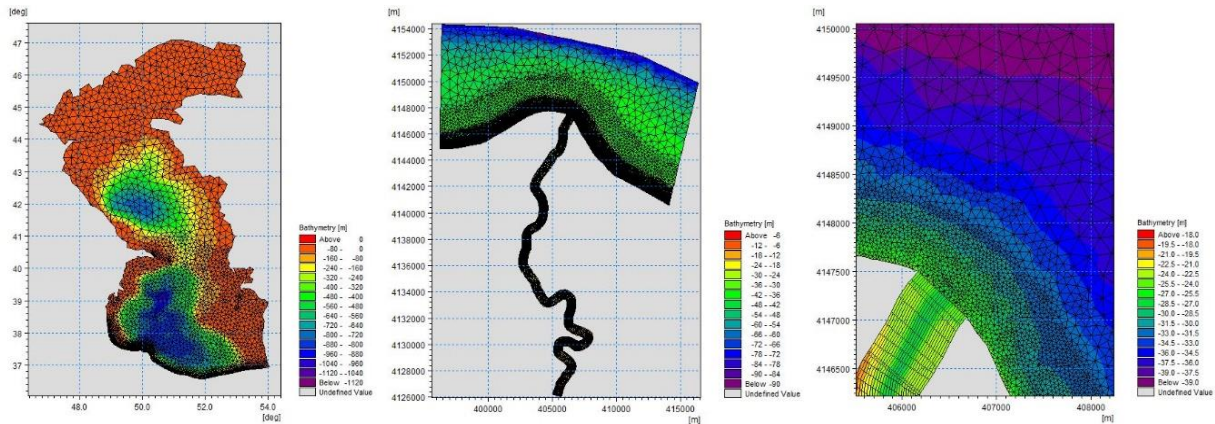 [deg]
47
46
45
44
43
42
41
40
39
38
37
48.0 50.0 52.0 54.0
[deg]
Bathymetry [m]
Above 0
-80 - 0
-160 - -80
-240 - -160
-320 - -240
-400 - -320
-480 - -400
-560 - -480
-640 - -560
-720 - -640
-800 - -720
-880 - -800
-960 - -880
-1040 - -960
-1120 - -1040
Below -1120
Undefined Value
[m]
4154000
4152000
4150000
4148000
4146000
4144000
4142000
4140000
4138000
4136000
4134000
4132000
4130000
4128000
4126000
400000 405000 410000 415000
[m]
Bathymetry [m]
Above -6
-12 - -6
-18 - -12
-24 - -18
-30 - -24
-36 - -30
-42 - -36
-48 - -42
-54 - -48
-60 - -54
-66 - -60
-72 - -66
-78 - -72
-84 - -78
-90 - -84
Below -90
Undefined Value
[m]
4150000
4149500
4149000
4148500
4148000
4147500
4147000
4146500
406000 407000 408000
[m]
Bathymetry [m]
Above -18.0
-19.5 - -18.0
-21.0 - -19.5
-22.5 - -21.0
-24.0 - -22.5
-25.5 - -24.0
-27.0 - -25.5
-28.5 - -27.0
-30.0 - -28.5
-31.5 - -30.0
-33.0 - -31.5
-34.5 - -33.0
-36.0 - -34.5
-37.5 - -36.0
-39.0 - -37.5
Below -39.0
Undefined Value